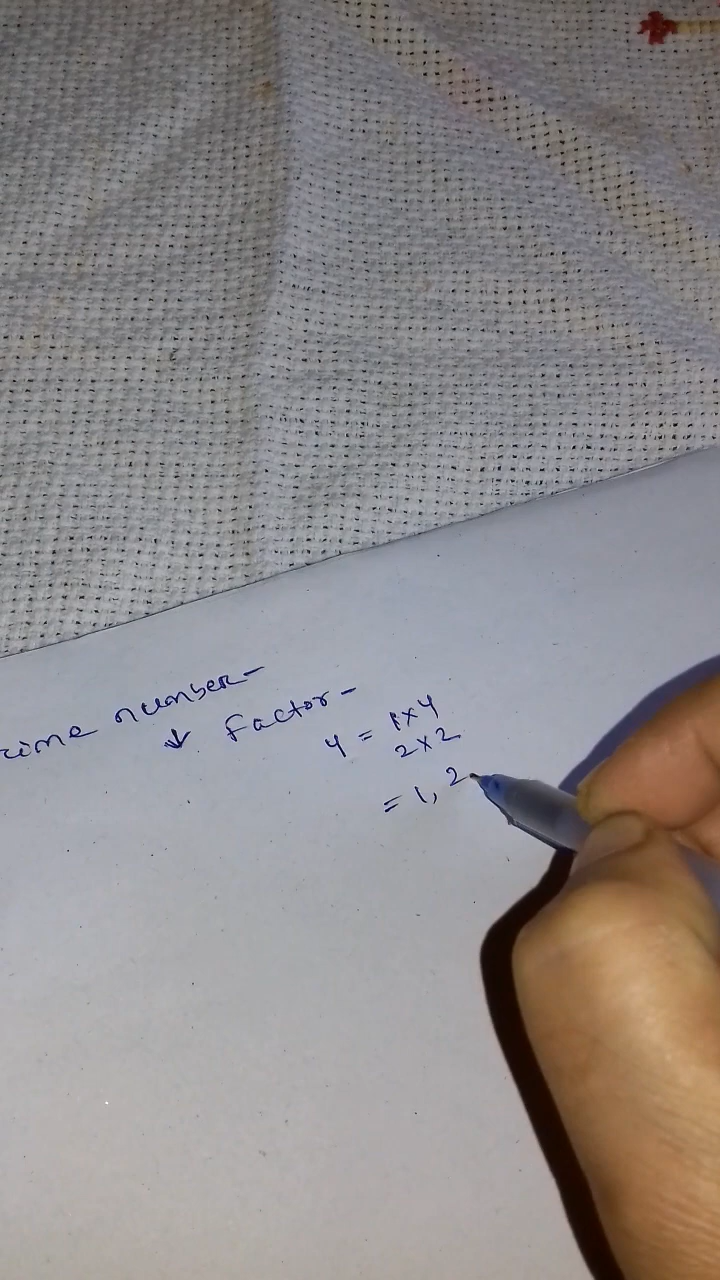 rime number-
↓ Factor-
4 = 1×4
2×2
= 1, 2